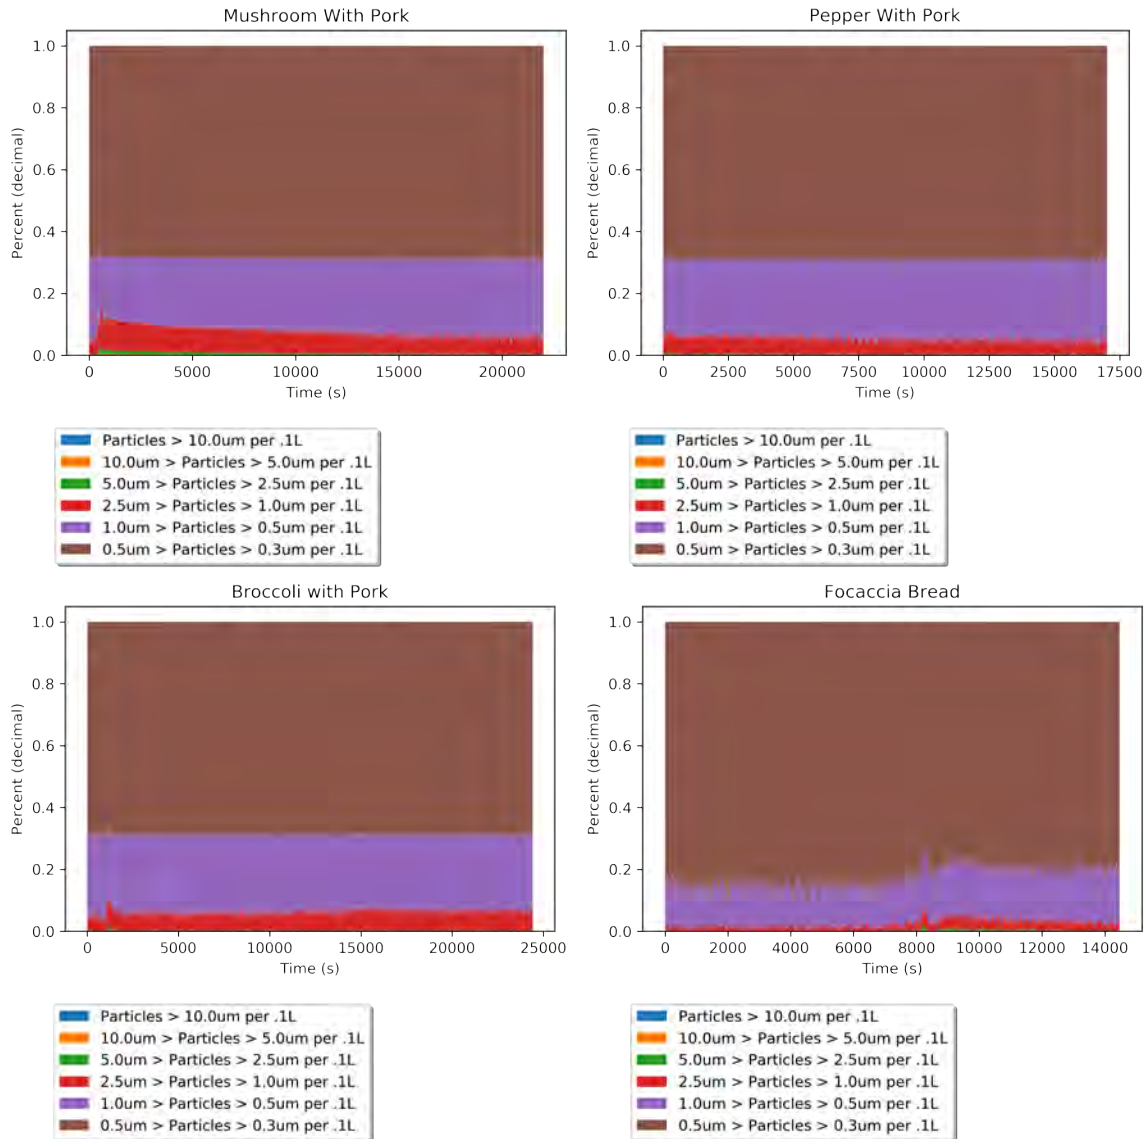 Mushroom With Pork
1.0
0.8
0.6
0.4
0.2
0.0
Percent (decimal)
0 5000 10000 15000 20000
Time (s)
Particles > 10.0um per .1L
10.0um > Particles > 5.0um per .1L
5.0um > Particles > 2.5um per .1L
2.5um > Particles > 1.0um per .1L
1.0um > Particles > 0.5um per .1L
0.5um > Particles > 0.3um per .1L
Pepper With Pork
1.0
0.8
0.6
0.4
0.2
0.0
Percent (decimal)
0 2500 5000 7500 10000 12500 15000 17500
Time (s)
Particles > 10.0um per .1L
10.0um > Particles > 5.0um per .1L
5.0um > Particles > 2.5um per .1L
2.5um > Particles > 1.0um per .1L
1.0um > Particles > 0.5um per .1L
0.5um > Particles > 0.3um per .1L
Broccoli with Pork
1.0
0.8
0.6
0.4
0.2
0.0
Percent (decimal)
0 5000 10000 15000 20000 25000
Time (s)
Particles > 10.0um per .1L
10.0um > Particles > 5.0um per .1L
5.0um > Particles > 2.5um per .1L
2.5um > Particles > 1.0um per .1L
1.0um > Particles > 0.5um per .1L
0.5um > Particles > 0.3um per .1L
Focaccia Bread
1.0
0.8
0.6
0.4
0.2
0.0
Percent (decimal)
0 2000 4000 6000 8000 10000 12000 14000
Time (s)
Particles > 10.0um per .1L
10.0um > Particles > 5.0um per .1L
5.0um > Particles > 2.5um per .1L
2.5um > Particles > 1.0um per .1L
1.0um > Particles > 0.5um per .1L
0.5um > Particles > 0.3um per .1L